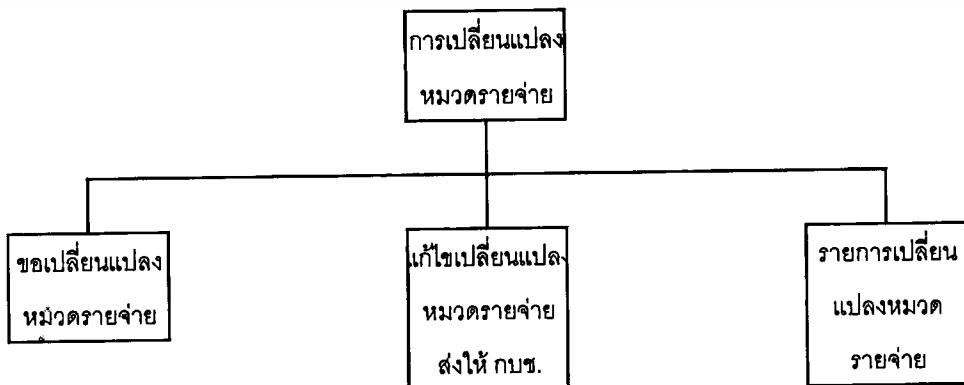 การเปลี่ยนแปลง
หมวดรายจ่าย
ขอเปลี่ยนแปลง
หมวดรายจ่าย
แก้ไขเปลี่ยนแปลง
หมวดรายจ่าย
ส่งให้ กบช.
รายการเปลี่ยน
แปลงหมวด
รายจ่าย